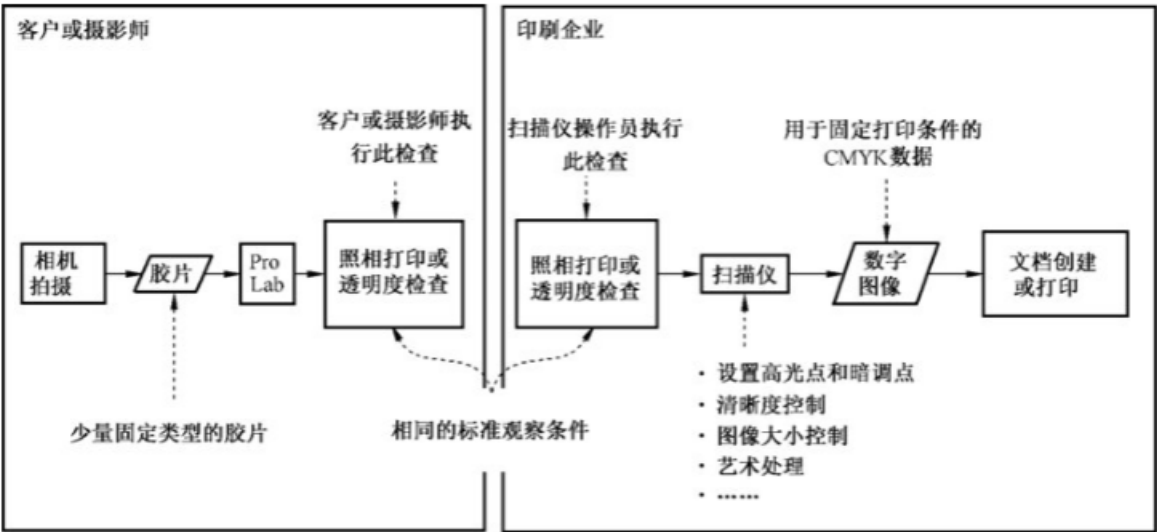 客户或摄影师
客户或摄影师执
行此检查
相机
拍摄
胶片
Pro
Lab
照相打印或
透明度检查
少量固定类型的胶片
相同的标准观察条件
印刷企业
扫描仪操作员执行
此检查
用于固定打印条件的
CMYK数据
照相打印或
透明度检查
扫描仪
数字
图像
文档创建
或打印
· 设置高光点和暗调点
· 清晰度控制
· 图像大小控制
· 艺术处理
· ……